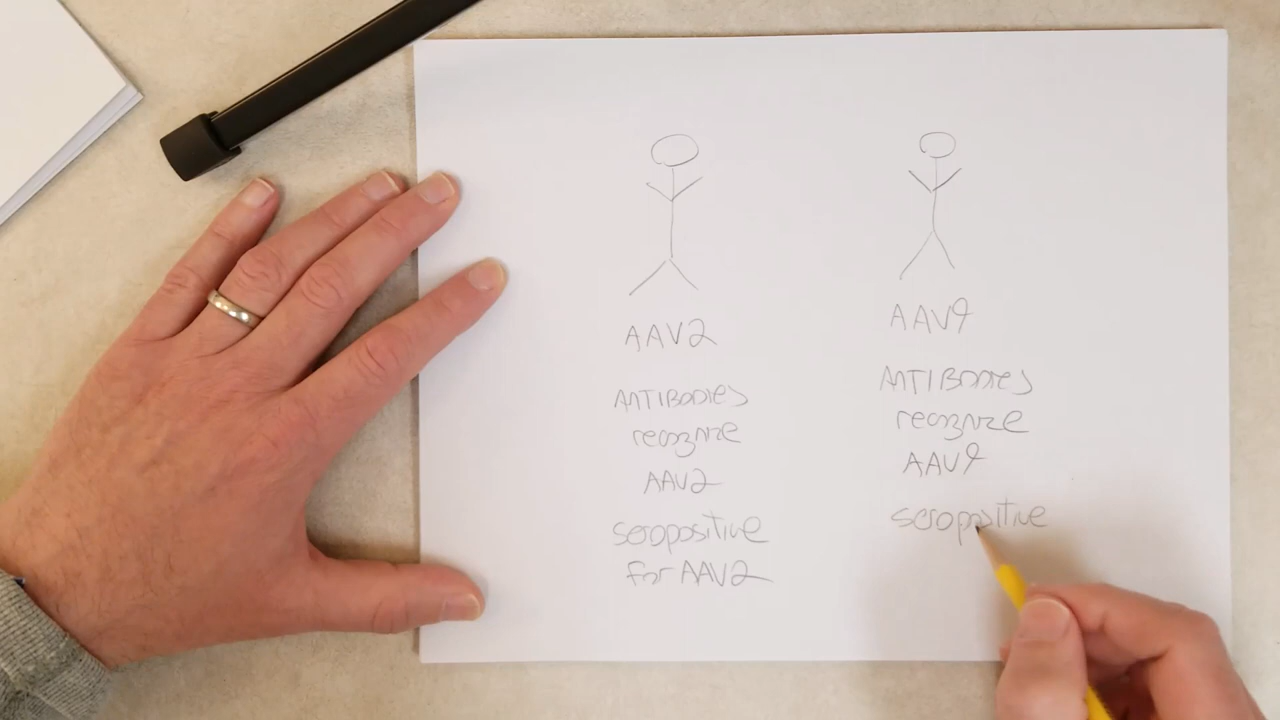 AAV2
ANTIBODIES
recognize
AAV2
seropositive
for AAV2
AAV9
ANTIBODIES
recognize
AAV9
seropositive